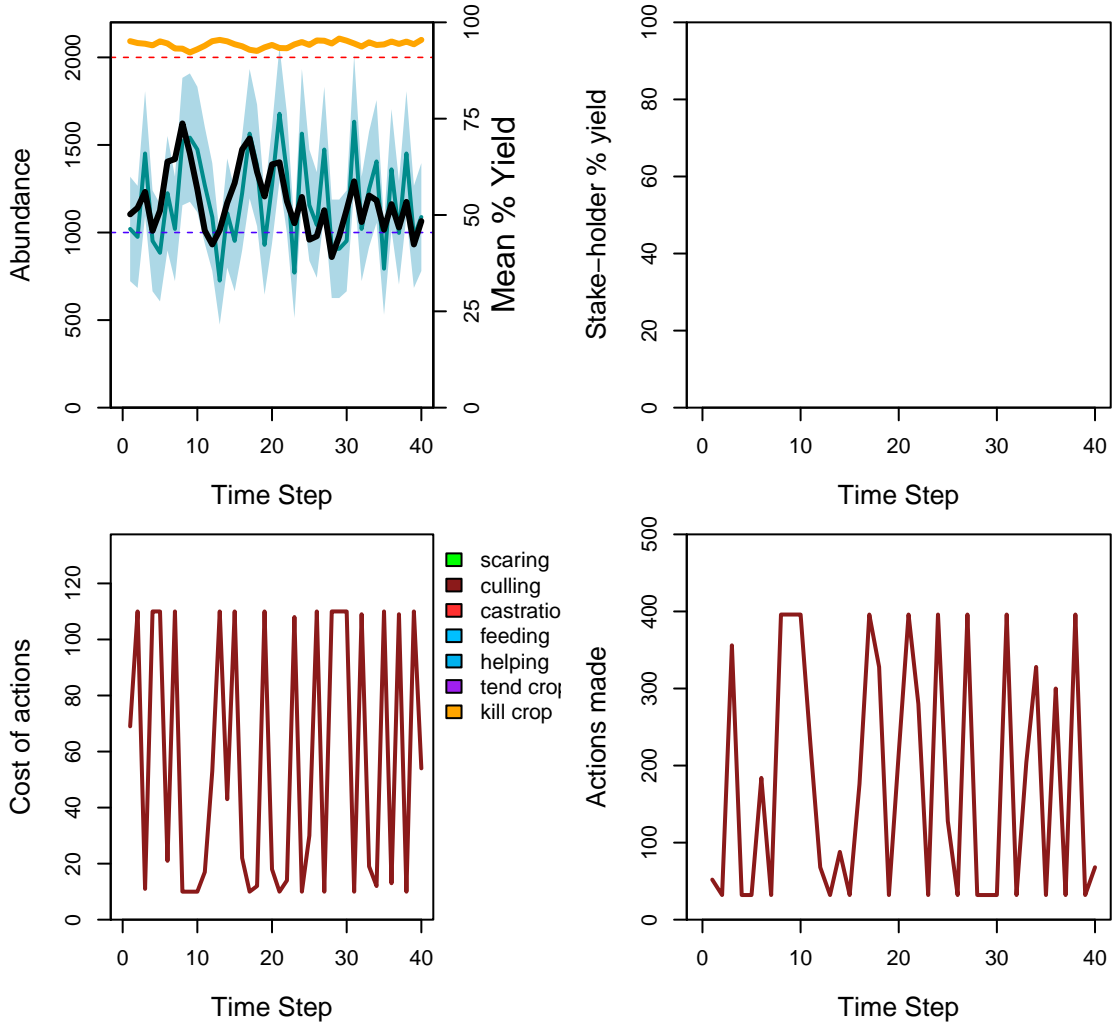 Abundance
0
500
1000
1500
2000
0 10 20 30 40
Time Step
0
25
50
75
100
Mean % Yield
Stake−holder % yield
0
20
40
60
80
100
0 10 20 30 40
Time Step
Cost of actions
0
20
40
60
80
100
120
0 10 20 30 40
Time Step
scaring
culling
castratio
feeding
helping
tend crop
kill crop
Actions made
0
100
200
300
400
500
0 10 20 30 40
Time Step